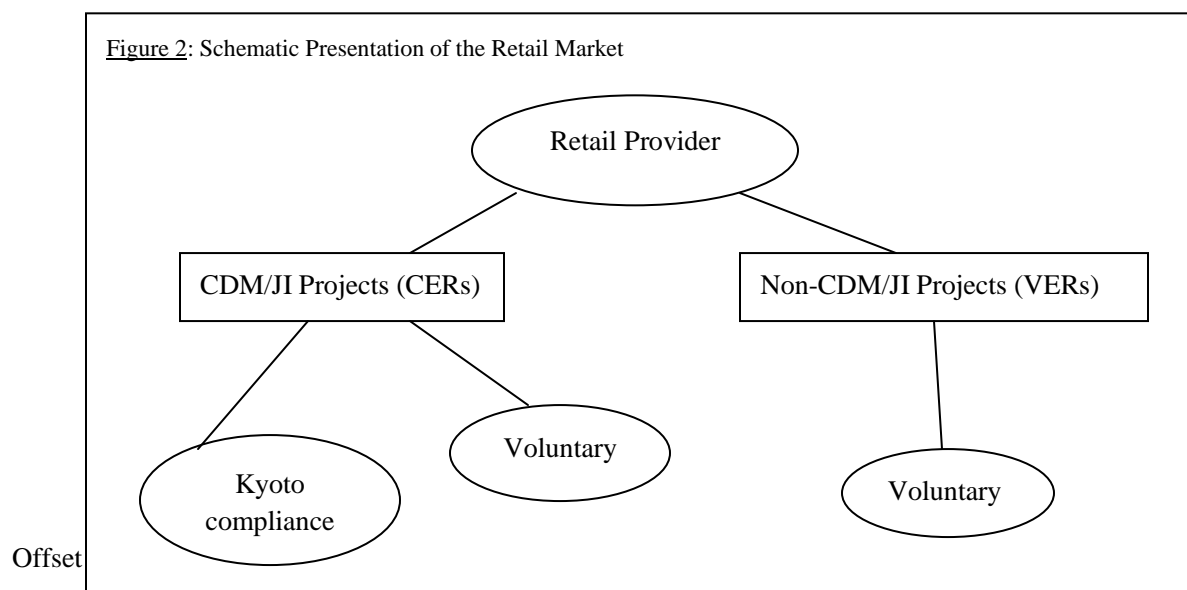 Figure 2: Schematic Presentation of the Retail Market
Retail Provider
CDM/JI Projects (CERs)
Non-CDM/JI Projects (VERs)
Voluntary
Kyoto
compliance
Voluntary
Offset